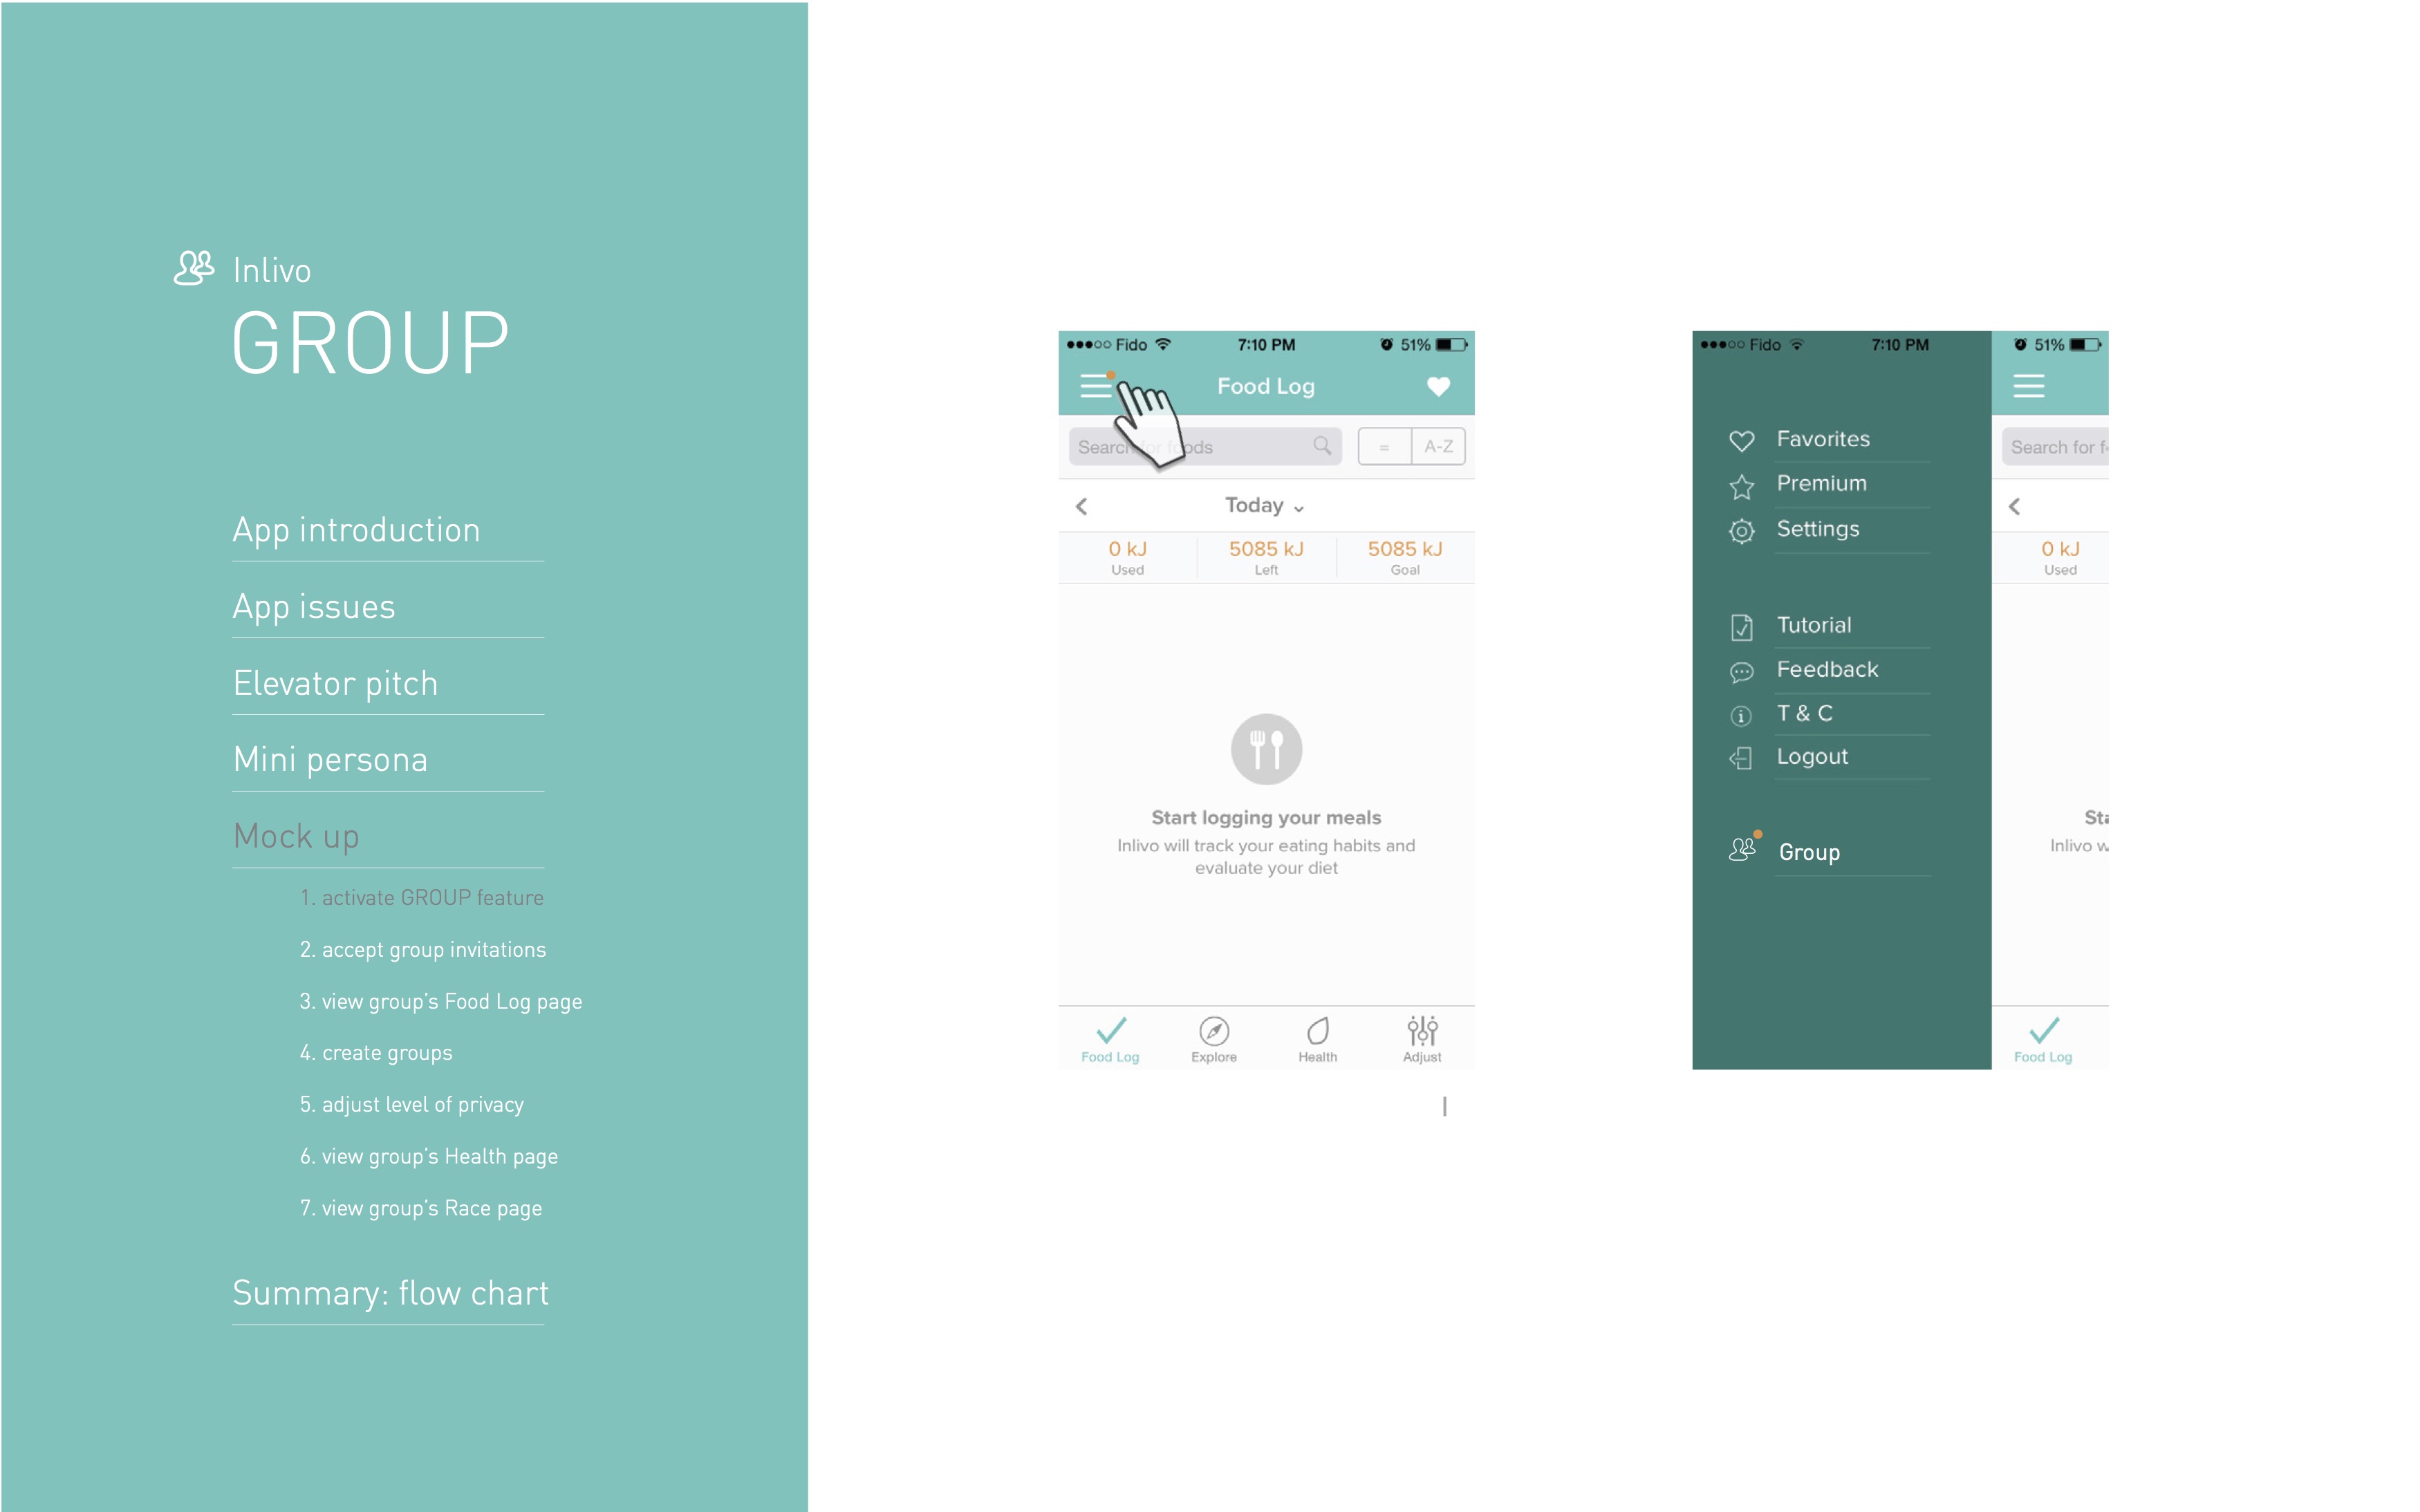 Inlivo
GROUP
App introduction
App issues
Elevator pitch
Mini persona
Mock up
1. activate GROUP feature
2. accept group invitations
3. view group's Food Log page
4. create groups
5. adjust level of privacy
6. view group's Health page
7. view group's Race page
Summary: flow chart
Fido 7:10 PM 51%
Food Log
Search for foods = A-Z
Today
0 kJ 5085 kJ 5085 kJ
Used Left Goal
Start logging your meals
Inlivo will track your eating habits and
evaluate your diet
Food Log Explore Health Adjust
Fido 7:10 PM 51%
Favorites
Premium
Settings
Tutorial
Feedback
T & C
Logout
Group
Search for f
0 kJ
Used
Sta
Inlivo w
Food Log